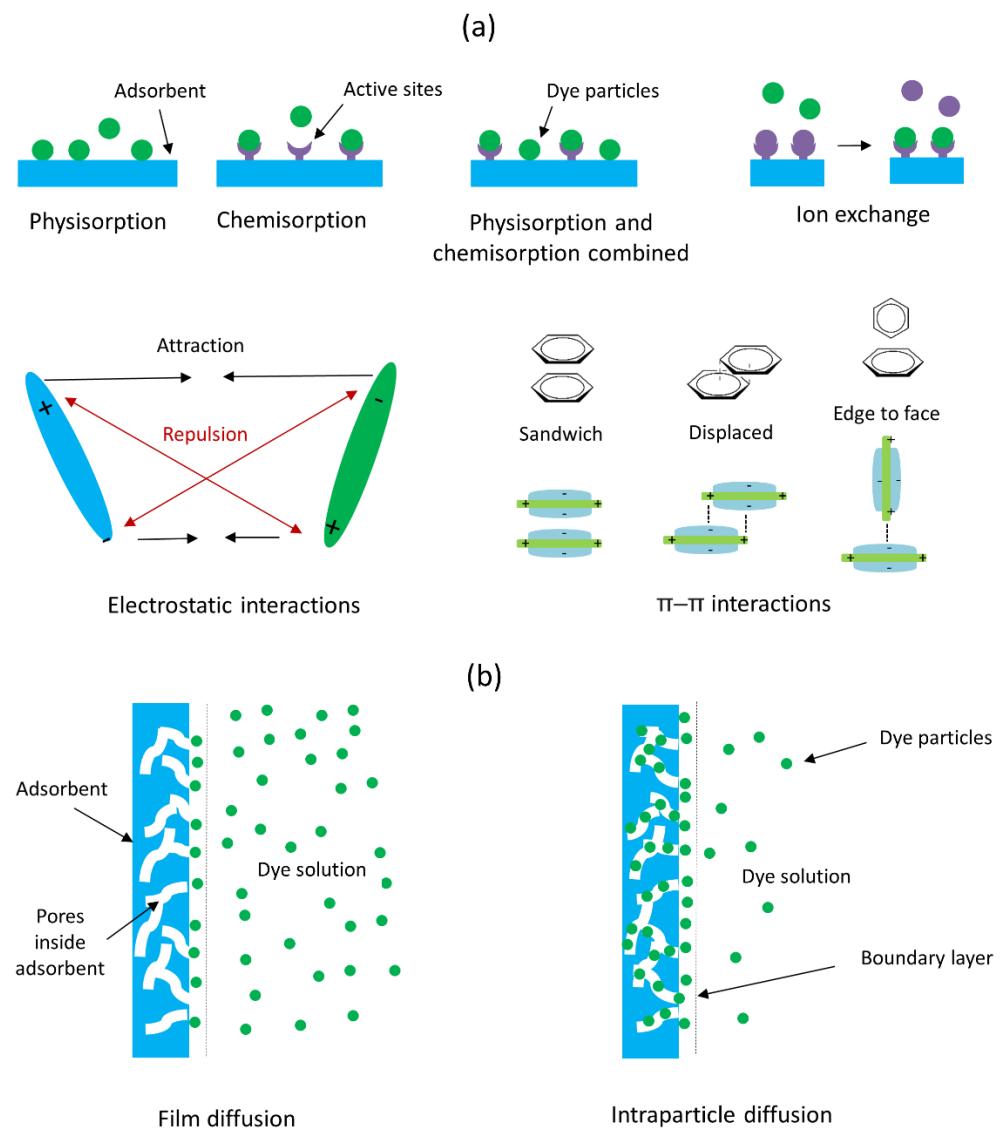 (a)
Adsorbent
Active sites
Dye particles
Physisorption
Chemisorption
Physisorption and
chemisorption combined
Ion exchange
Attraction
+
-
Repulsion
-
+
Electrostatic interactions
Sandwich
Displaced
Edge to face
-
+ +
-
-
+ +
-
-
+
-
-
+
-
+
- -
+
-
+ +
-
π–π interactions
(b)
Adsorbent
Pores
inside
adsorbent
Dye solution
Film diffusion
Dye particles
Dye solution
Boundary layer
Intraparticle diffusion